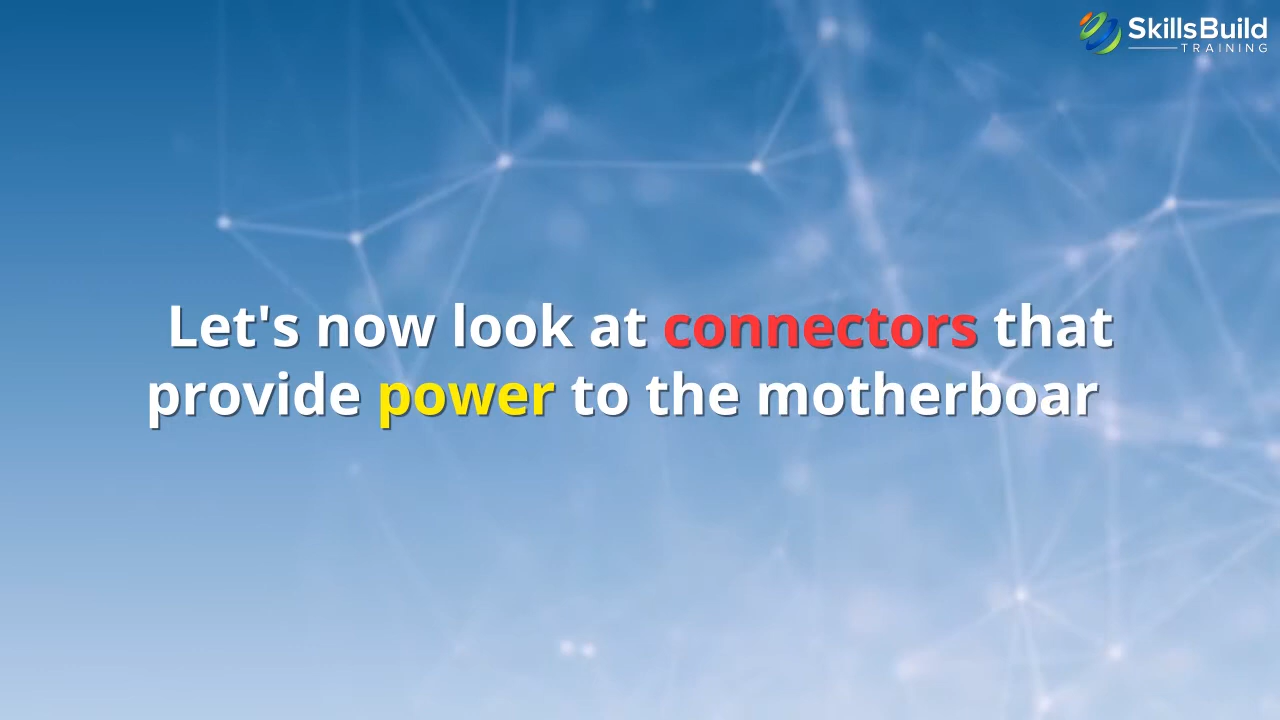 SkillsBuild
TRAINING
Let's now look at connectors that
provide power to the motherboar